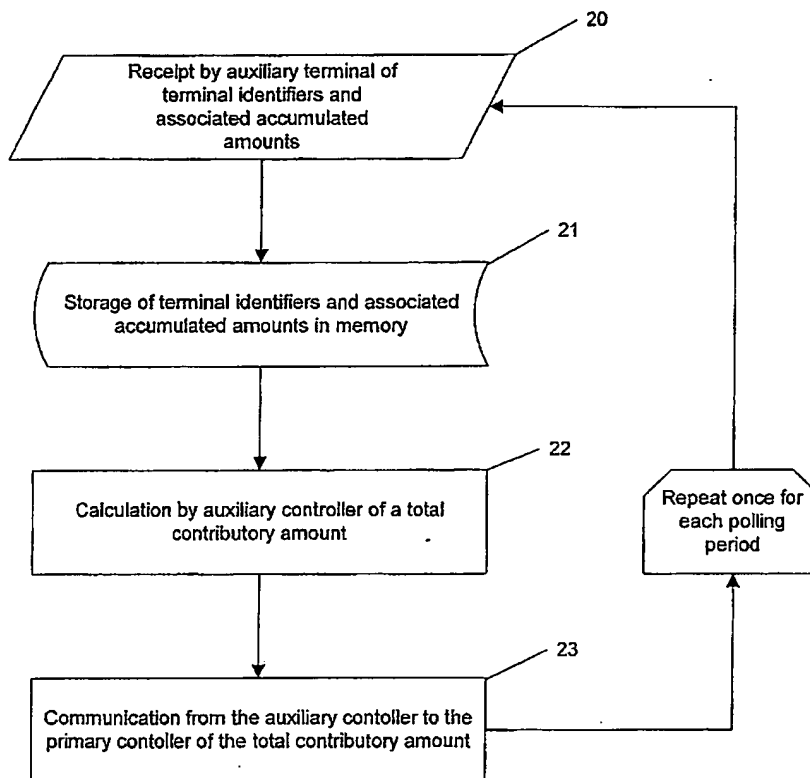 20
Receipt by auxiliary terminal of
terminal identifiers and
associated accumulated
amounts
21
Storage of terminal identifiers and associated
accumulated amounts in memory
22
Calculation by auxiliary controller of a total
contributory amount
Repeat once for
each polling
period
23
Communication from the auxiliary contoller to the
primary contoller of the total contributory amount